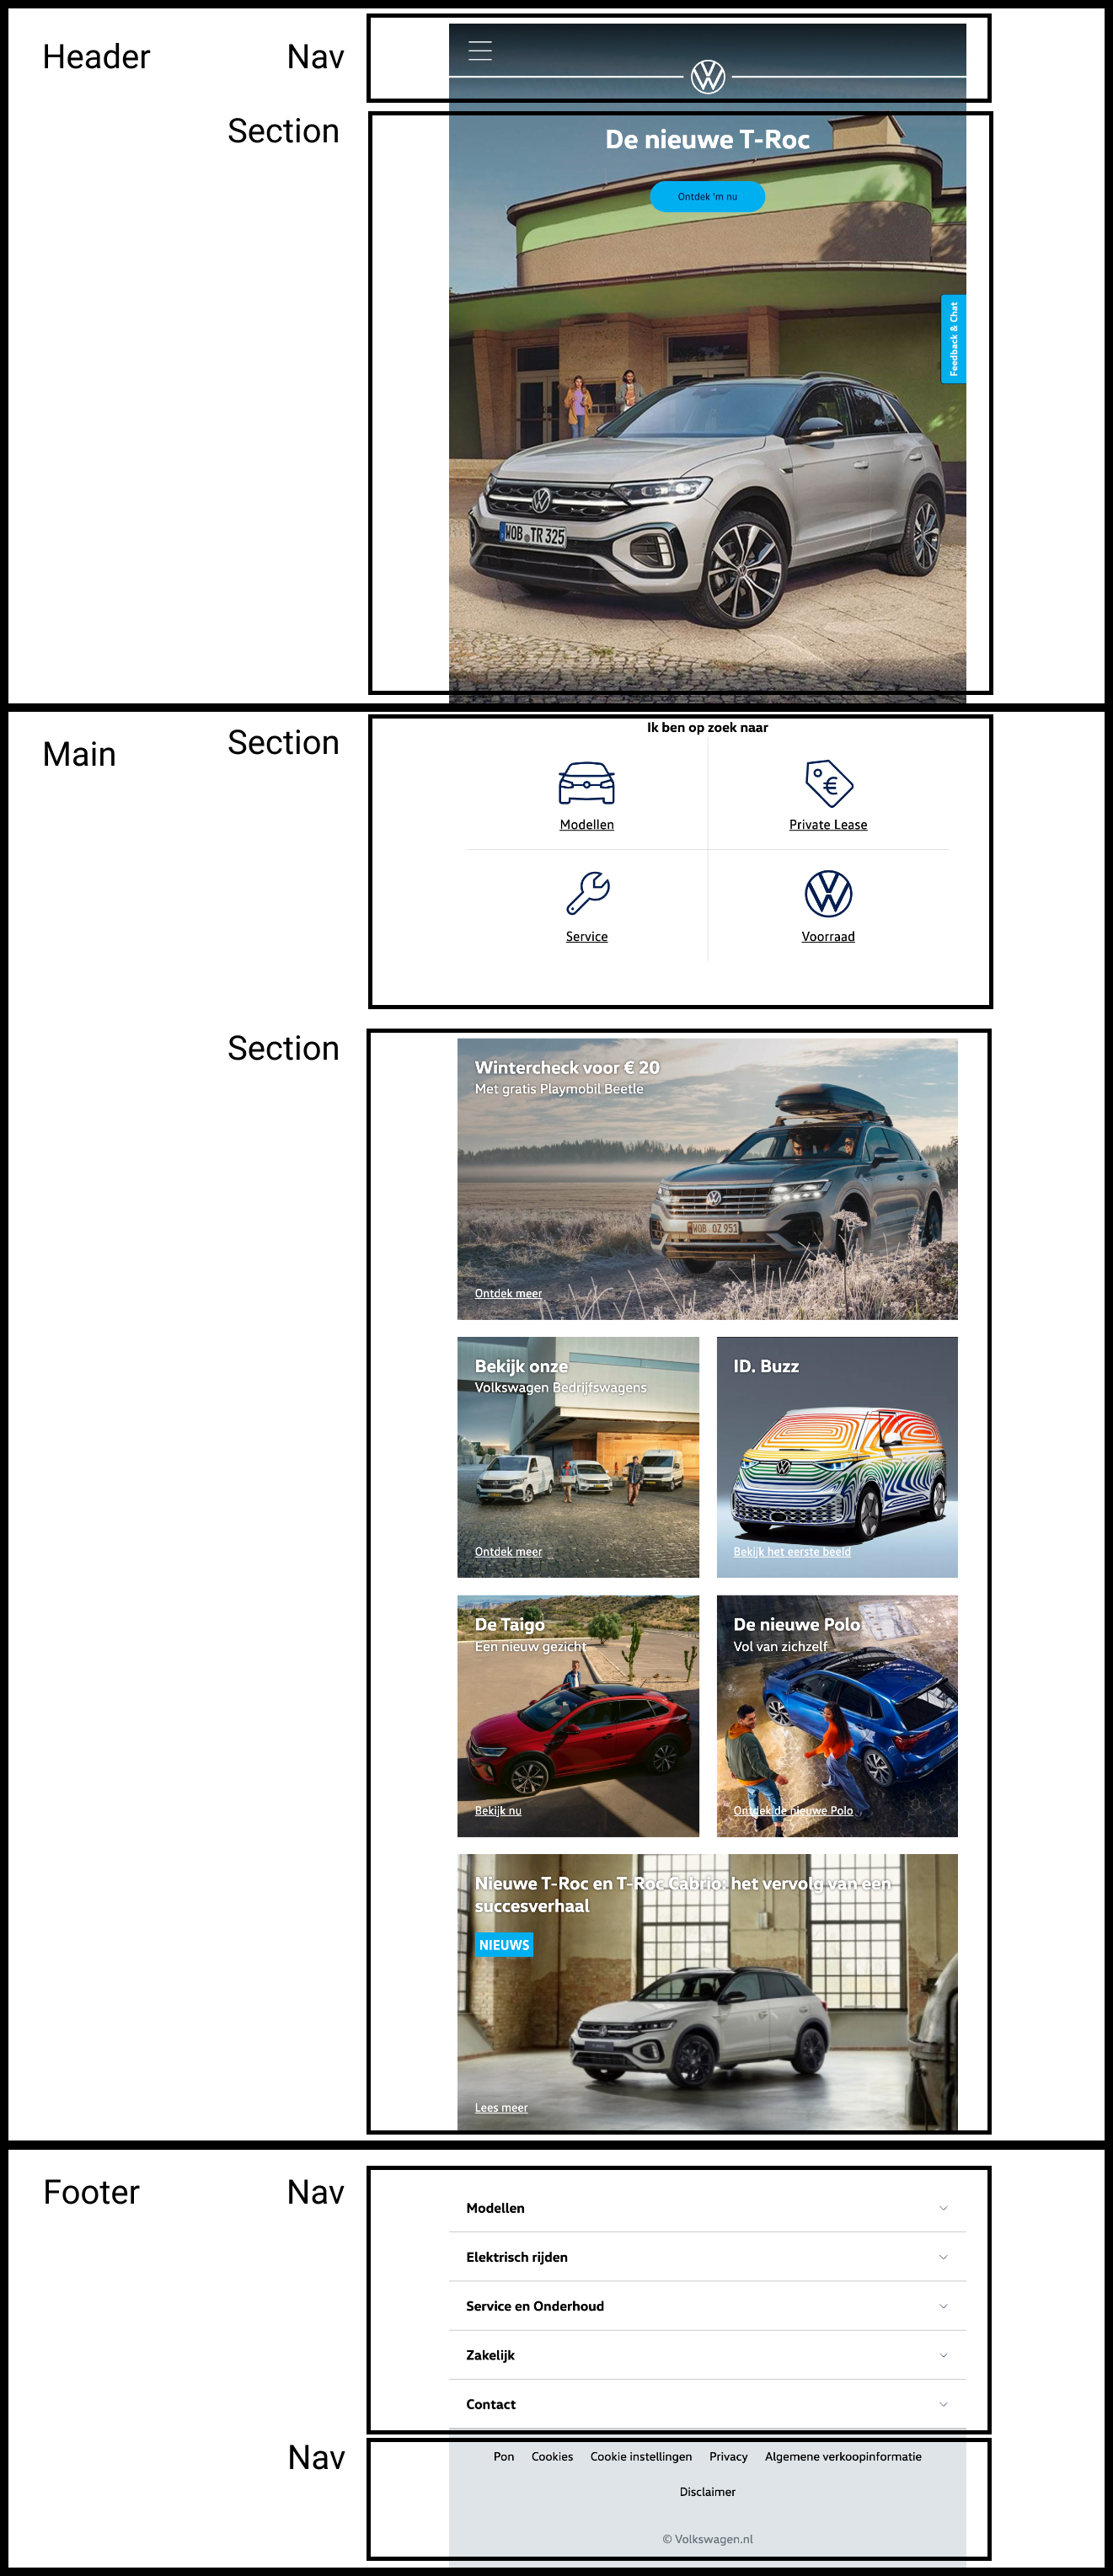 Header
Nav
Section
De nieuwe T-Roc
Ontdek 'm nu
Feedback & Chat
WOB TR 325
Main
Section
Ik ben op zoek naar
Modellen
Private Lease
Service
Voorraad
Section
Wintercheck voor € 20
Met gratis Playmobil Beetle
WOB OZ 951
Ontdek meer
Bekijk onze
Volkswagen Bedrijfswagens
Ontdek meer
ID. Buzz
Bekijk het eerste beeld
De Taigo
Een nieuw gezicht
Bekijk nu
De nieuwe Polo
Vol van zichzelf
Ontdek de nieuwe Polo
Nieuwe T-Roc en T-Roc Cabrio: het vervolg van een
succesverhaal
NIEUWS
Lees meer
Footer
Nav
Modellen
Elektrisch rijden
Service en Onderhoud
Zakelijk
Contact
Nav
Pon Cookies Cookie instellingen Privacy Algemene verkoopinformatie
Disclaimer
© Volkswagen.nl